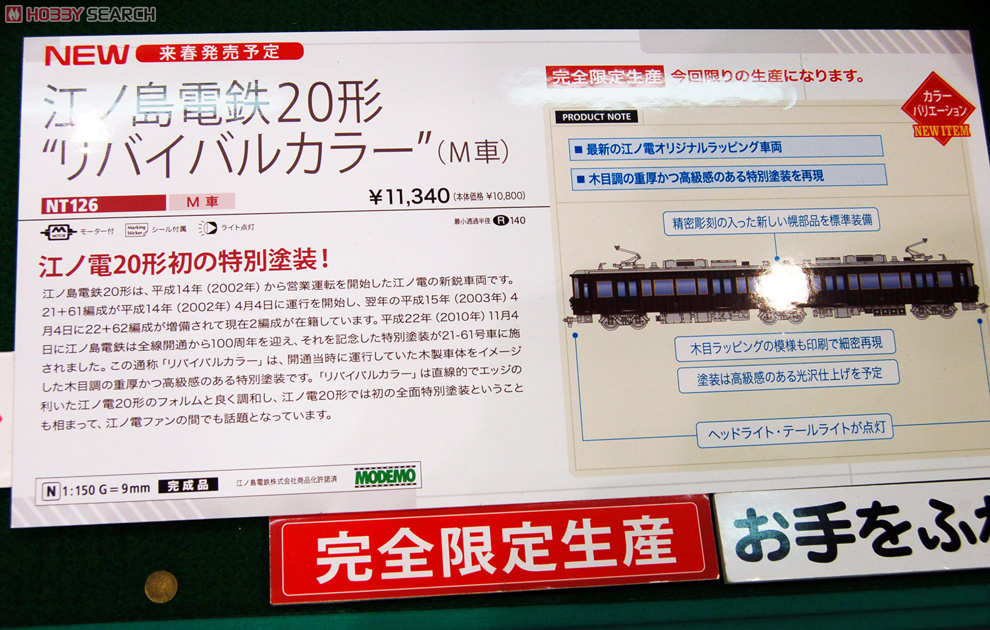 HOBBY SEARCH
NEW 来春発売予定
江ノ島電鉄20形
“リバイバルカラー”(M車)
NT126 M車 ¥11,340(本体価格 ¥10,800)
MOTOR モーター付 Marking Sticker シール付属 ライト点灯 最小通過半径 R 140
江ノ電20形初の特別塗装!
江ノ島電鉄20形は、平成14年(2002年)から営業運転を開始した江ノ電の新鋭車両です。
21+61編成が平成14年(2002年)4月4日に運行を開始し、翌年の平成15年(2003年)4
月4日に22+62編成が増備されて現在2編成が在籍しています。平成22年(2010年)11月4
日に江ノ島電鉄は全線開通から100周年を迎え、それを記念した特別塗装が21-61号車に施
されました。この通称「リバイバルカラー」は、開通当時に運行していた木製車体をイメージ
した木目調の重厚かつ高級感のある特別塗装です。「リバイバルカラー」は直線的でエッジの
利いた江ノ電20形のフォルムと良く調和し、江ノ電20形では初の全面特別塗装ということ
も相まって、江ノ電ファンの間でも話題となっています。
N 1:150 G=9mm 完成品 江ノ島電鉄株式会社商品化許諾済 MODEMO
完全限定生産 今回限りの生産になります。
カラー
バリエーション
NEW ITEM
PRODUCT NOTE
■ 最新の江ノ電オリジナルラッピング車両
■ 木目調の重厚かつ高級感のある特別塗装を再現
精密彫刻の入った新しい幌部品を標準装備
木目ラッピングの模様も印刷で細密再現
塗装は高級感のある光沢仕上げを予定
ヘッドライト・テールライトが点灯
完全限定生産
お手をふれ